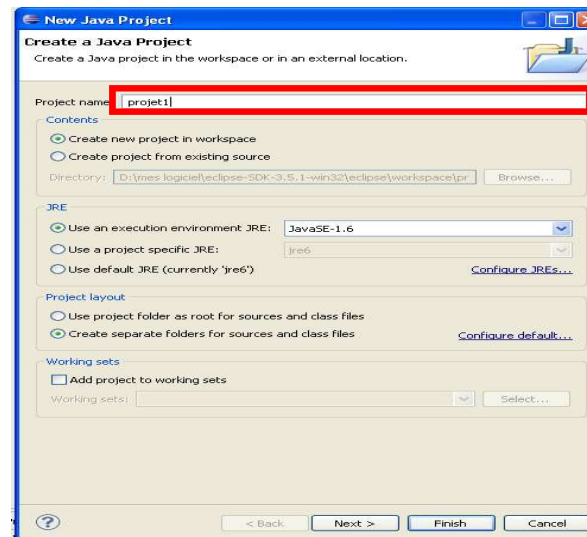 New Java Project
Create a Java Project
Create a Java project in the workspace or in an external location.
Project name projet1
Contents
Create new project in workspace
Create project from existing source
Directory: D:\mes logiciel\eclipse-SDK-3.5.1-win32\eclipse\workspace\pr Browse...
JRE
Use an execution environment JRE: JavaSE-1.6
Use a project specific JRE: jre6
Use default JRE (currently 'jre6') Configure JREs...
Project layout
Use project folder as root for sources and class files
Create separate folders for sources and class files Configure default...
Working sets
Add project to working sets
Working sets: Select...
? < Back Next > Finish Cancel